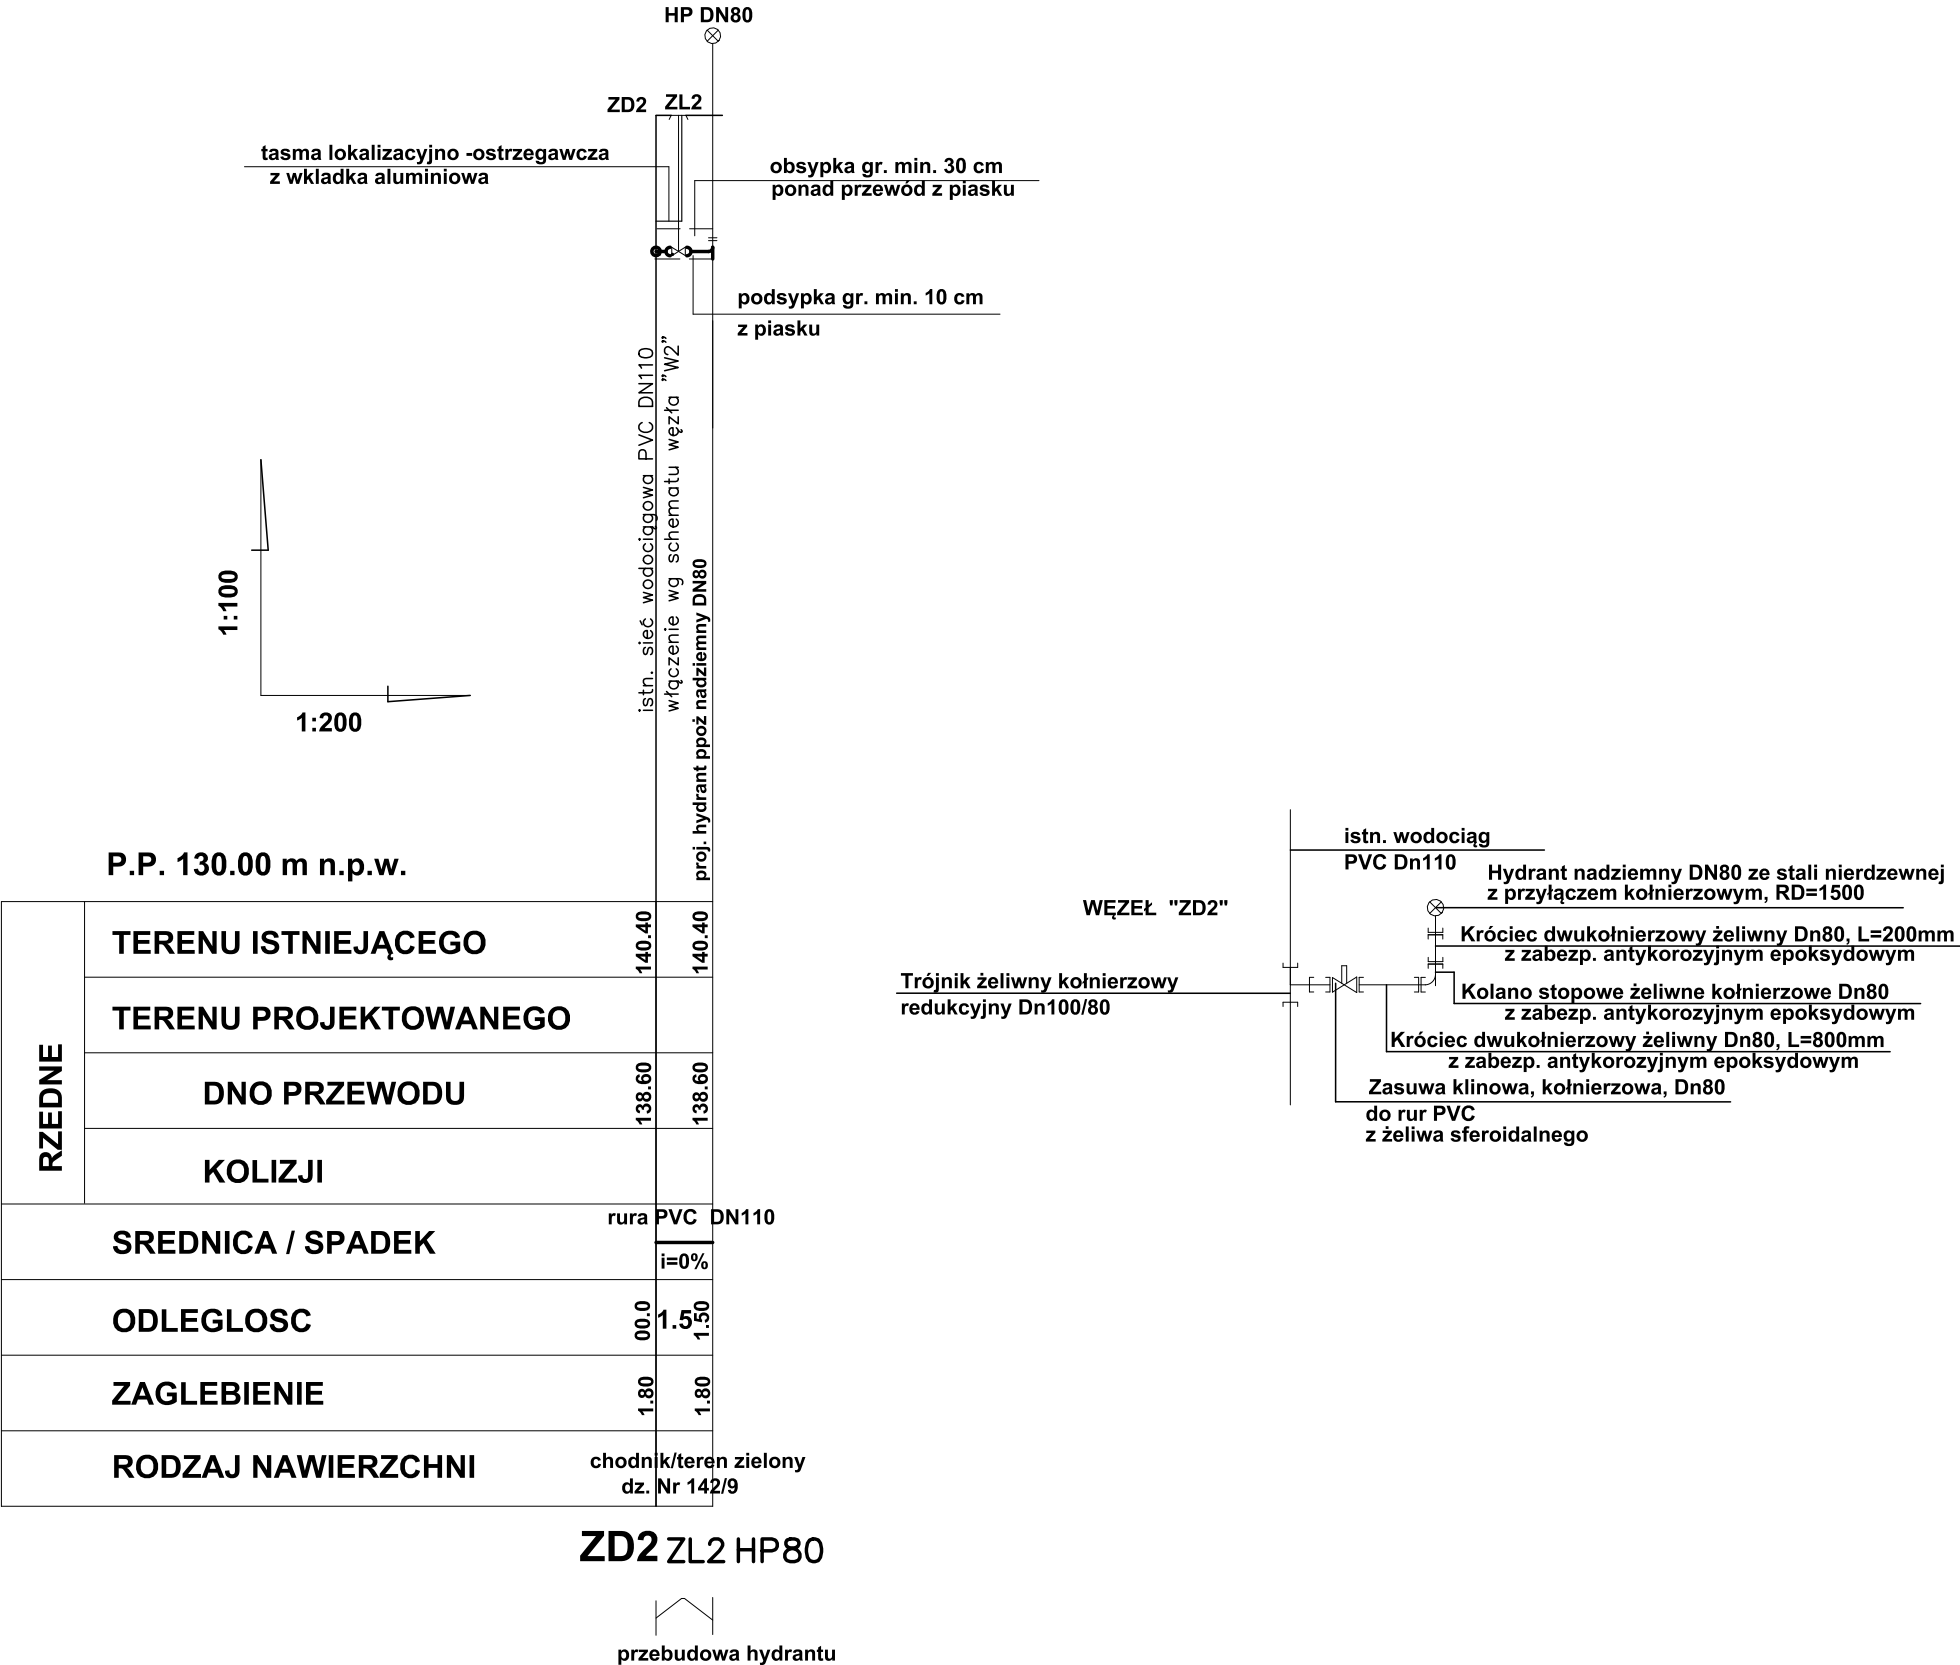 HP DN80
ZD2 ZL2
tasma lokalizacyjno -ostrzegawcza
z wkladka aluminiowa
obsypka gr. min. 30 cm
ponad przewód z piasku
podsypka gr. min. 10 cm
z piasku
istn. sieć wodociągowa PVC DN110
włączenie wg schematu węzła "W2"
proj. hydrant ppoż nadziemny DN80
1:100
1:200
P.P. 130.00 m n.p.w.
RZEDNE
TERENU ISTNIEJĄCEGO 140.40 140.40
TERENU PROJEKTOWANEGO
DNO PRZEWODU 138.60 138.60
KOLIZJI
SREDNICA / SPADEK
rura PVC DN110
i=0%
ODLEGLOSC 00.0 1.5 1.50
ZAGLEBIENIE 1.80 1.80
RODZAJ NAWIERZCHNI
chodnik/teren zielony
dz. Nr 142/9
ZD2 ZL2 HP80
przebudowa hydrantu
WĘZEŁ "ZD2"
istn. wodociąg
PVC Dn110
Hydrant nadziemny DN80 ze stali nierdzewnej
z przyłączem kołnierzowym, RD=1500
Króciec dwukołnierzowy żeliwny Dn80, L=200mm
z zabezp. antykorozyjnym epoksydowym
Trójnik żeliwny kołnierzowy
redukcyjny Dn100/80
Kolano stopowe żeliwne kołnierzowe Dn80
z zabezp. antykorozyjnym epoksydowym
Króciec dwukołnierzowy żeliwny Dn80, L=800mm
z zabezp. antykorozyjnym epoksydowym
Zasuwa klinowa, kołnierzowa, Dn80
do rur PVC
z żeliwa sferoidalnego